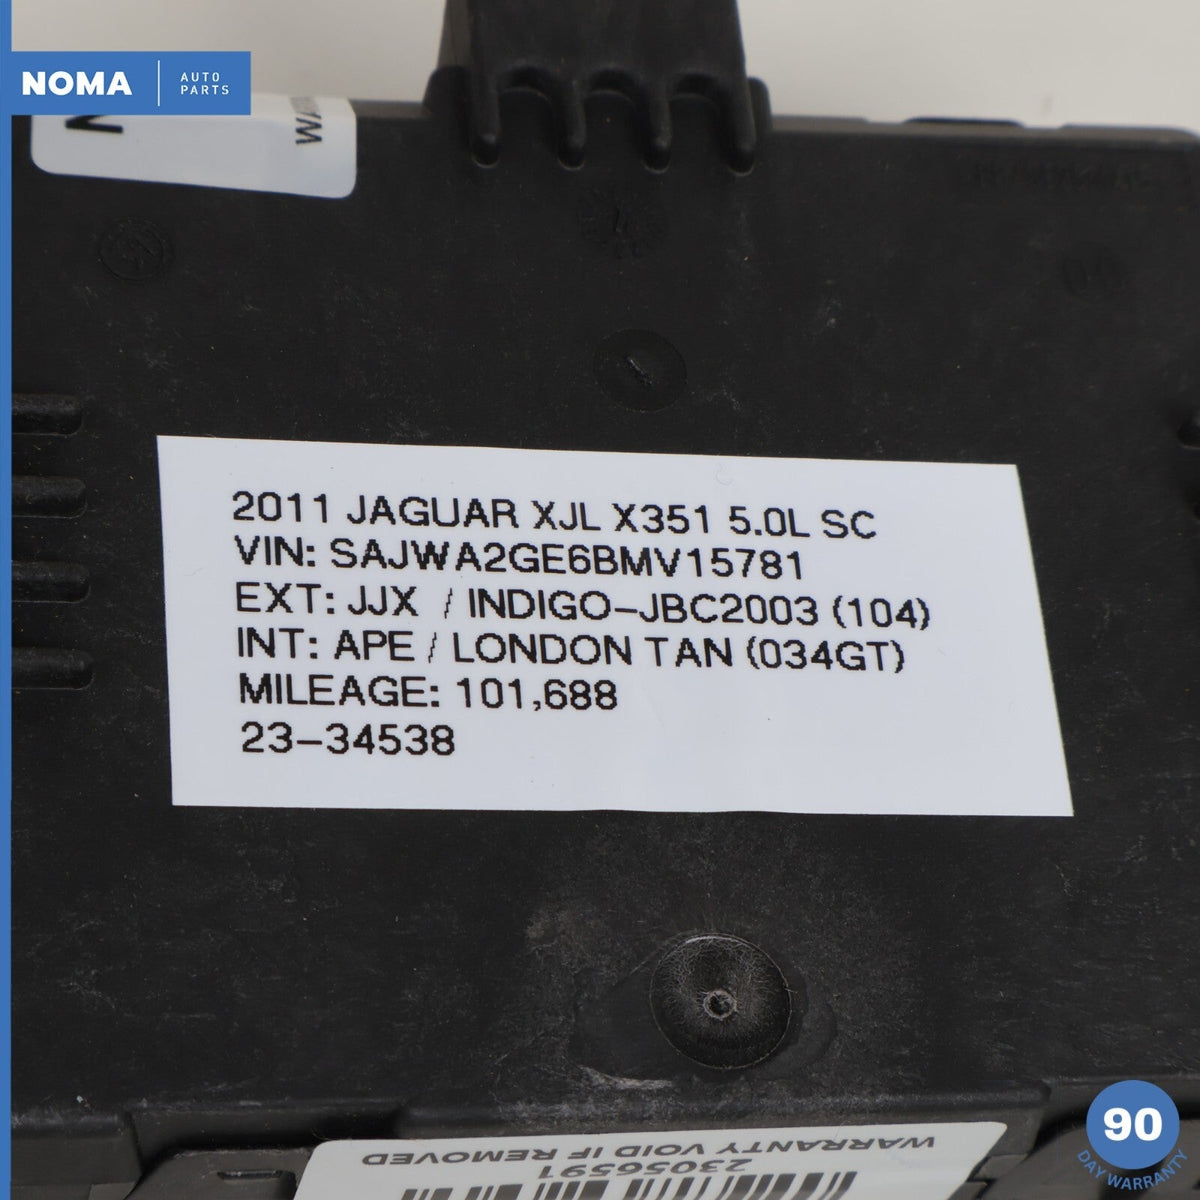 NOMA
AUTO
PARTS
2011 JAGUAR XJL X351 5.0L SC
VIN: SAJWA2GE6BMV15781
EXT: JJX / INDIGO-JBC2003 (104)
INT: APE / LONDON TAN (034GT)
MILEAGE: 101,688
23-34538
WARRANTY VOID IF REMOVED
23056591
90
DAY WARRANTY